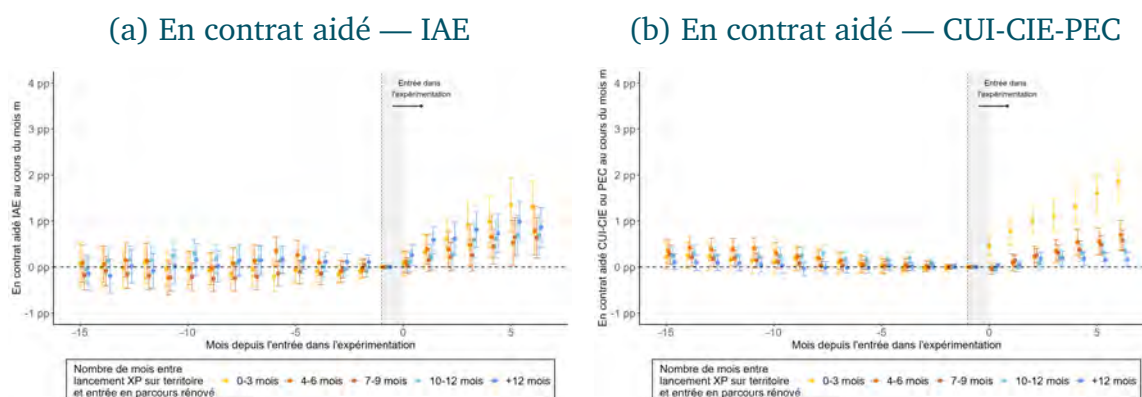 (a) En contrat aidé — IAE
4 pp
3 pp
2 pp
1 pp
0 pp
-1 pp
En contrat aidé IAE au cours du mois m
Entrée dans
l'expérimentation
-15
-10
-5
0
5
Mois depuis l'entrée dans l'expérimentation
Nombre de mois entre
lancement XP sur territoire
et entrée en parcours rénové
0-3 mois
4-6 mois
7-9 mois
10-12 mois
+12 mois
(b) En contrat aidé — CUI-CIE-PEC
4 pp
3 pp
2 pp
1 pp
0 pp
-1 pp
En contrat aidé CUI-CIE ou PEC au cours du mois m
Entrée dans
l'expérimentation
-15
-10
-5
0
5
Mois depuis l'entrée dans l'expérimentation
Nombre de mois entre
lancement XP sur territoire
et entrée en parcours rénové
0-3 mois
4-6 mois
7-9 mois
10-12 mois
+12 mois